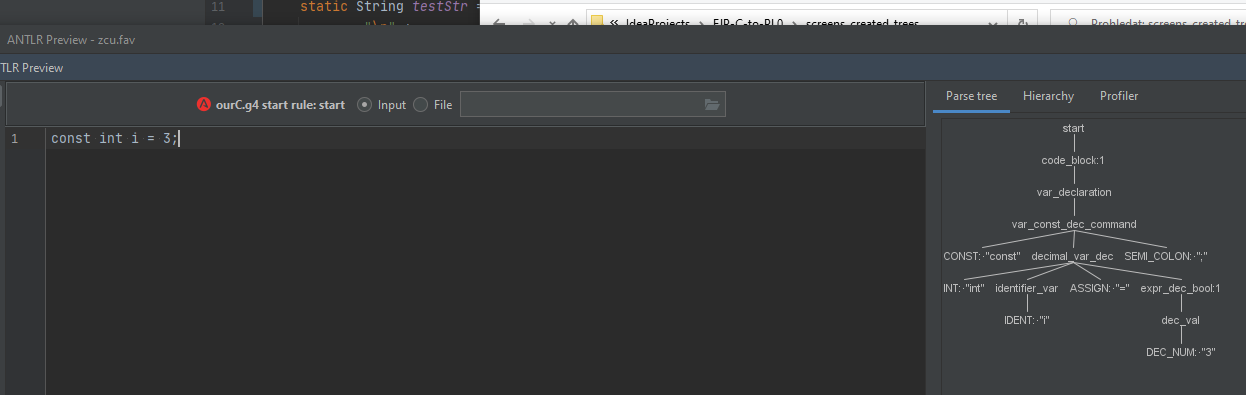 11 static String testStr =
« IdeaProjects › FJP-C-to-PL0 › screens_created_trees
Prohledat: screens_created_tre
ANTLR Preview - zcu.fav
TLR Preview
ourC.g4 start rule: start Input File
Parse tree Hierarchy Profiler
1 const int i = 3;
start
code_block:1
var_declaration
var_const_dec_command
CONST: "const" decimal_var_dec SEMI_COLON: ";"
INT: "int" identifier_var ASSIGN: "=" expr_dec_bool:1
IDENT: "i" dec_val
DEC_NUM: "3"